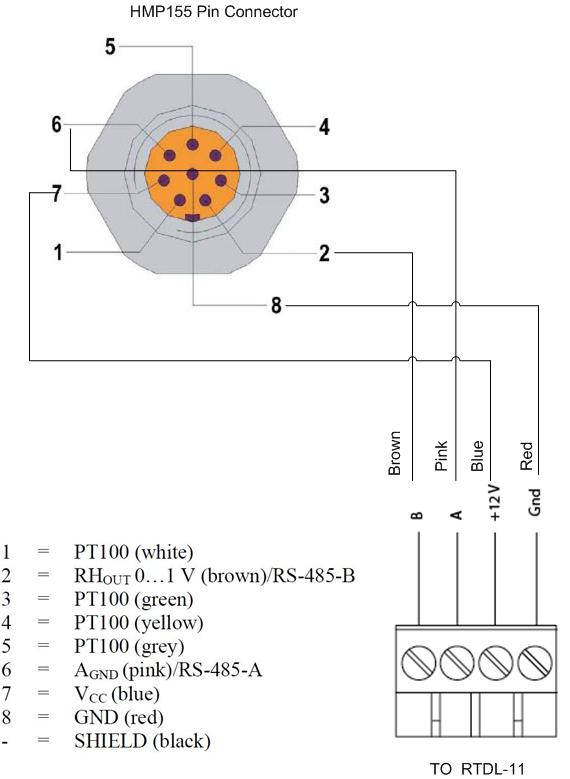 HMP155 Pin Connector
5
6
4
7
3
1
2
8
Brown
Pink
Blue
Red
B
A
+12 V
Gnd
1 = PT100 (white)
2 = RHOUT 0…1 V (brown)/RS-485-B
3 = PT100 (green)
4 = PT100 (yellow)
5 = PT100 (grey)
6 = AGND (pink)/RS-485-A
7 = VCC (blue)
8 = GND (red)
- = SHIELD (black)
TO RTDL-11